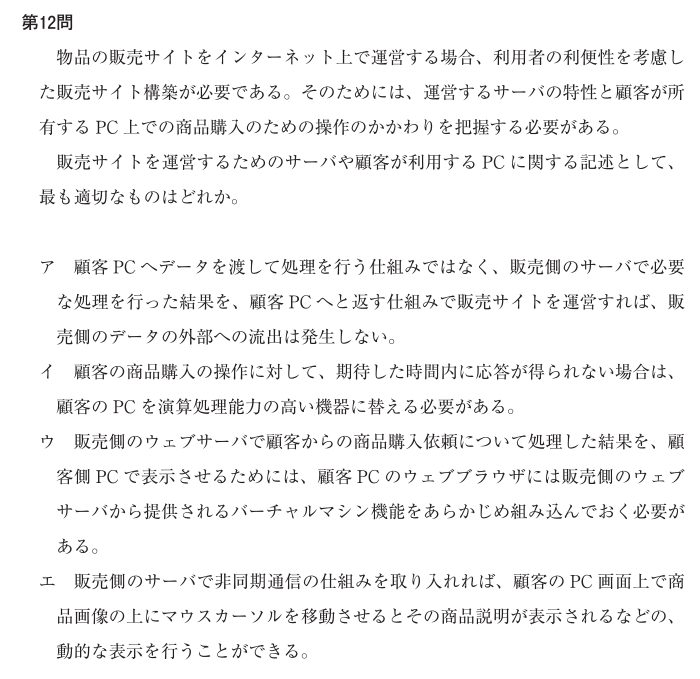 第12問
物品の販売サイトをインターネット上で運営する場合、利用者の利便性を考慮し
た販売サイト構築が必要である。そのためには、運営するサーバの特性と顧客が所
有する PC 上での商品購入のための操作のかかわりを把握する必要がある。
販売サイトを運営するためのサーバや顧客が利用する PC に関する記述として、
最も適切なものはどれか。
ア 顧客 PC へデータを渡して処理を行う仕組みではなく、販売側のサーバで必要
な処理を行った結果を、顧客 PC へと返す仕組みで販売サイトを運営すれば、販
売側のデータの外部への流出は発生しない。
イ 顧客の商品購入の操作に対して、期待した時間内に応答が得られない場合は、
顧客の PC を演算処理能力の高い機器に替える必要がある。
ウ 販売側のウェブサーバで顧客からの商品購入依頼について処理した結果を、顧
客側 PC で表示させるためには、顧客 PC のウェブブラウザには販売側のウェブ
サーバから提供されるバーチャルマシン機能をあらかじめ組み込んでおく必要が
ある。
エ 販売側のサーバで非同期通信の仕組みを取り入れれば、顧客の PC 画面上で商
品画像の上にマウスカーソルを移動させるとその商品説明が表示されるなどの、
動的な表示を行うことができる。